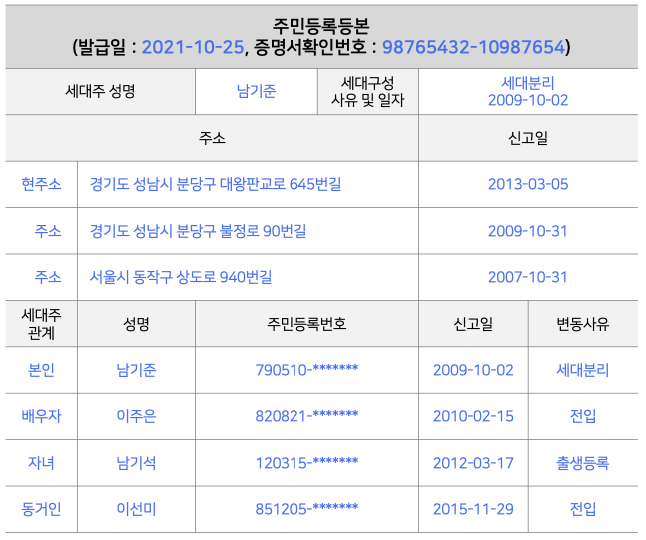 주민등록등본
(발급일 : 2021-10-25, 증명서확인번호 : 98765432-10987654)
세대주 성명 남기준 세대구성 사유 및 일자 세대분리 2009-10-02
주소 신고일
현주소 경기도 성남시 분당구 대왕판교로 645번길 2013-03-05
주소 경기도 성남시 분당구 불정로 90번길 2009-10-31
주소 서울시 동작구 상도로 940번길 2007-10-31
세대주 관계 성명 주민등록번호 신고일 변동사유
본인 남기준 790510-******* 2009-10-02 세대분리
배우자 이주은 820821-******* 2010-02-15 전입
자녀 남기석 120315-******* 2012-03-17 출생등록
동거인 이선미 851205-******* 2015-11-29 전입